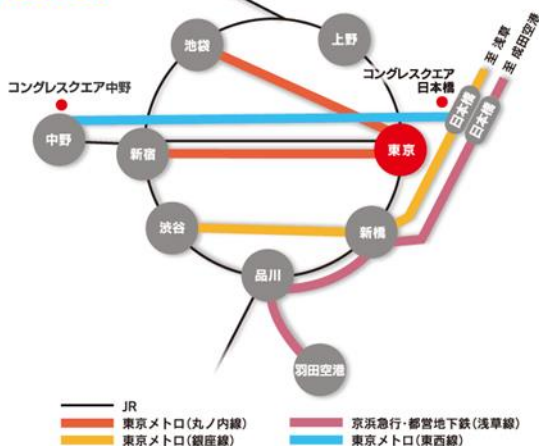 池袋
上野
至 浅草
至 成田空港
コングレスクエア中野
コングレスクエア
日本橋
日本橋
日本橋
中野
新宿
東京
渋谷
新橋
品川
羽田空港
JR
東京メトロ(丸ノ内線)
京浜急行・都営地下鉄(浅草線)
東京メトロ(銀座線)
東京メトロ(東西線)